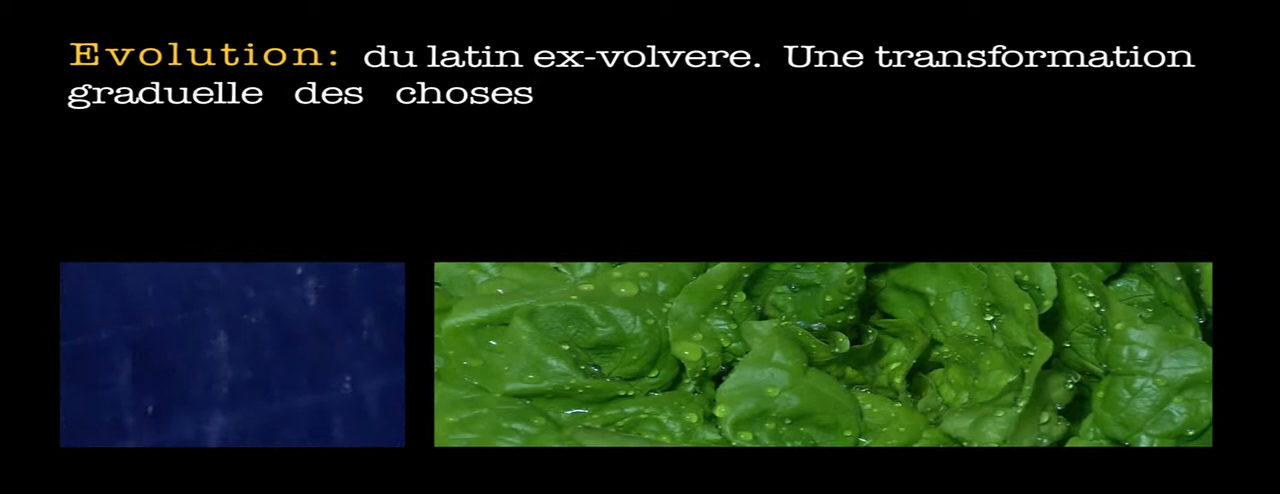 Evolution: du latin ex-volvere. Une transformation
graduelle des choses